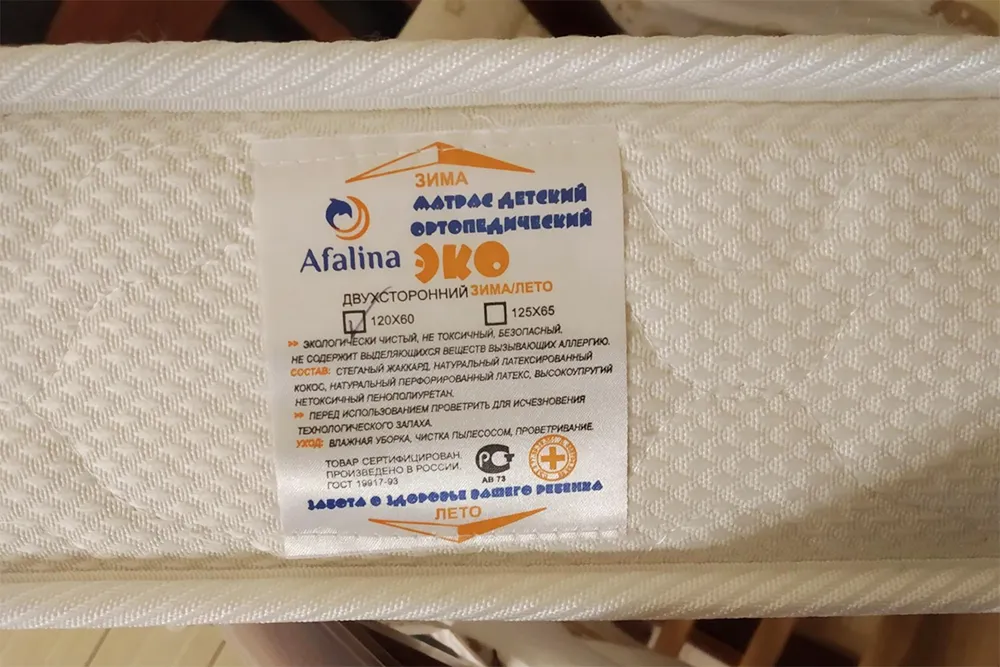 ЗИМА
МАТРАС ДЕТСКИЙ
ОРТОПЕДИЧЕСКИЙ
Afalina
ЭКО
ДВУХСТОРОННИЙ ЗИМА/ЛЕТО
120X60 125X65
» ЭКОЛОГИЧЕСКИ ЧИСТЫЙ, НЕ ТОКСИЧНЫЙ, БЕЗОПАСНЫЙ.
НЕ СОДЕРЖИТ ВЫДЕЛЯЮЩИХСЯ ВЕЩЕСТВ ВЫЗЫВАЮЩИХ АЛЛЕРГИЮ.
СОСТАВ: СТЕГАНЫЙ ЖАККАРД, НАТУРАЛЬНЫЙ ЛАТЕКСИРОВАННЫЙ
КОКОС, НАТУРАЛЬНЫЙ ПЕРФОРИРОВАННЫЙ ЛАТЕКС, ВЫСОКОУПРУГИЙ
НЕТОКСИЧНЫЙ ПЕНОПОЛИУРЕТАН.
» ПЕРЕД ИСПОЛЬЗОВАНИЕМ ПРОВЕТРИТЬ ДЛЯ ИСЧЕЗНОВЕНИЯ
ТЕХНОЛОГИЧЕСКОГО ЗАПАХА.
УХОД: ВЛАЖНАЯ УБОРКА, ЧИСТКА ПЫЛЕСОСОМ, ПРОВЕТРИВАНИЕ.
ТОВАР СЕРТИФИЦИРОВАН.
ПРОИЗВЕДЕНО В РОССИИ.
ГОСТ 19917-93
АВ 73
ЗАБОТА О ЗДОРОВЬЕ ВАШЕГО РЕБЕНКА
ЛЕТО